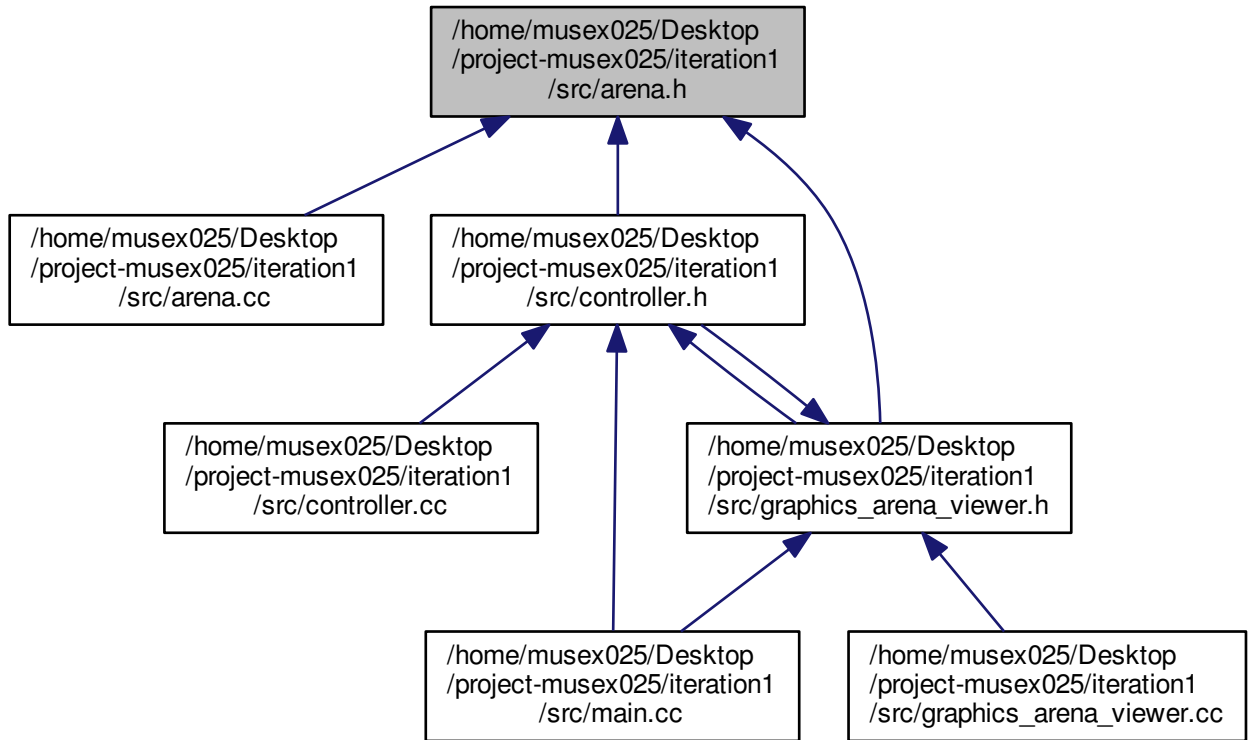 /home/musex025/Desktop
/project-musex025/iteration1
/src/arena.h
/home/musex025/Desktop
/project-musex025/iteration1
/src/arena.cc
/home/musex025/Desktop
/project-musex025/iteration1
/src/controller.h
/home/musex025/Desktop
/project-musex025/iteration1
/src/controller.cc
/home/musex025/Desktop
/project-musex025/iteration1
/src/graphics_arena_viewer.h
/home/musex025/Desktop
/project-musex025/iteration1
/src/main.cc
/home/musex025/Desktop
/project-musex025/iteration1
/src/graphics_arena_viewer.cc